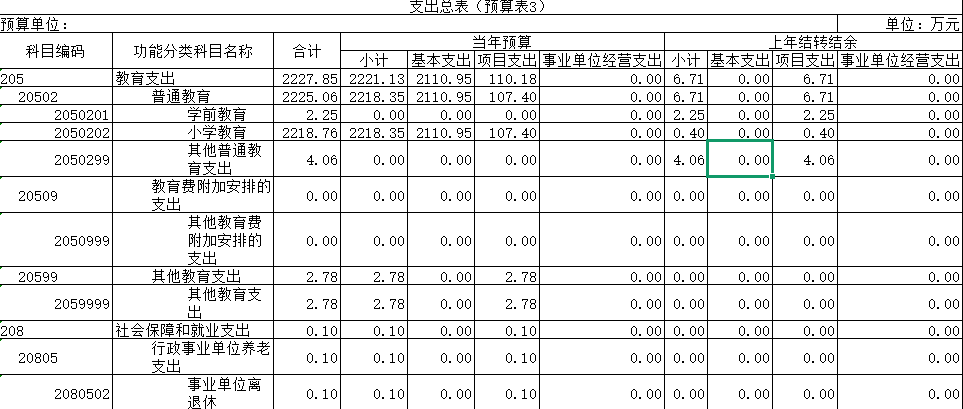 支出总表（预算表3）
预算单位： 单位：万元
科目编码 功能分类科目名称 合计 当年预算 上年结转结余
小计 基本支出 项目支出 事业单位经营支出 小计 基本支出 项目支出 事业单位经营支出
205 教育支出 2227.85 2221.13 2110.95 110.18 0.00 6.71 0.00 6.71 0.00
20502 普通教育 2225.06 2218.35 2110.95 107.40 0.00 6.71 0.00 6.71 0.00
2050201 学前教育 2.25 0.00 0.00 0.00 0.00 2.25 0.00 2.25 0.00
2050202 小学教育 2218.76 2218.35 2110.95 107.40 0.00 0.40 0.00 0.40 0.00
2050299 其他普通教
育支出 4.06 0.00 0.00 0.00 0.00 4.06 0.00 4.06 0.00
20509 教育费附加安排的
支出 0.00 0.00 0.00 0.00 0.00 0.00 0.00 0.00 0.00
2050999 其他教育费
附加安排的
支出 0.00 0.00 0.00 0.00 0.00 0.00 0.00 0.00 0.00
20599 其他教育支出 2.78 2.78 0.00 2.78 0.00 0.00 0.00 0.00 0.00
2059999 其他教育支
出 2.78 2.78 0.00 2.78 0.00 0.00 0.00 0.00 0.00
208 社会保障和就业支出 0.10 0.10 0.00 0.10 0.00 0.00 0.00 0.00 0.00
20805 行政事业单位养老
支出 0.10 0.10 0.00 0.10 0.00 0.00 0.00 0.00 0.00
2080502 事业单位离
退休 0.10 0.10 0.00 0.10 0.00 0.00 0.00 0.00 0.00